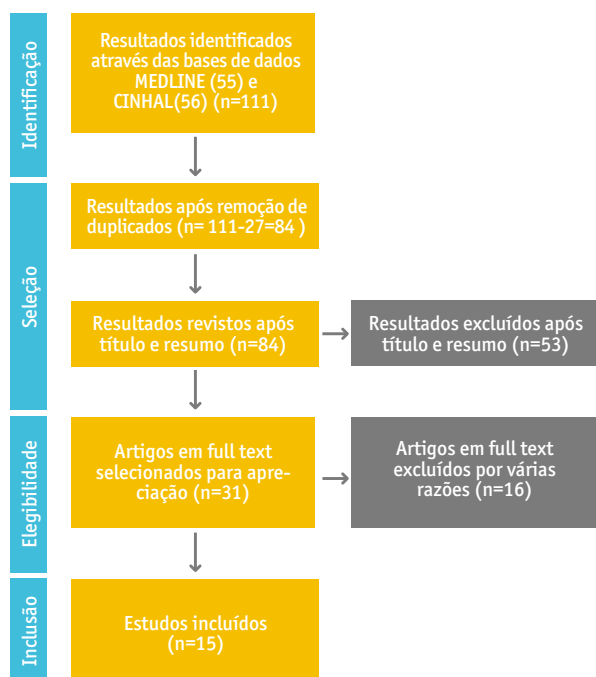 Identificação
Resultados identificados
através das bases de dados
MEDLINE (55) e
CINHAL(56) (n=111)
Seleção
Resultados após remoção de
duplicados (n= 111-27=84 )
Resultados revistos após
título e resumo (n=84)
Resultados excluídos após
título e resumo (n=53)
Elegibilidade
Artigos em full text
selecionados para apre-
ciação (n=31)
Artigos em full text
excluídos por várias
razões (n=16)
Inclusão
Estudos incluídos
(n=15)